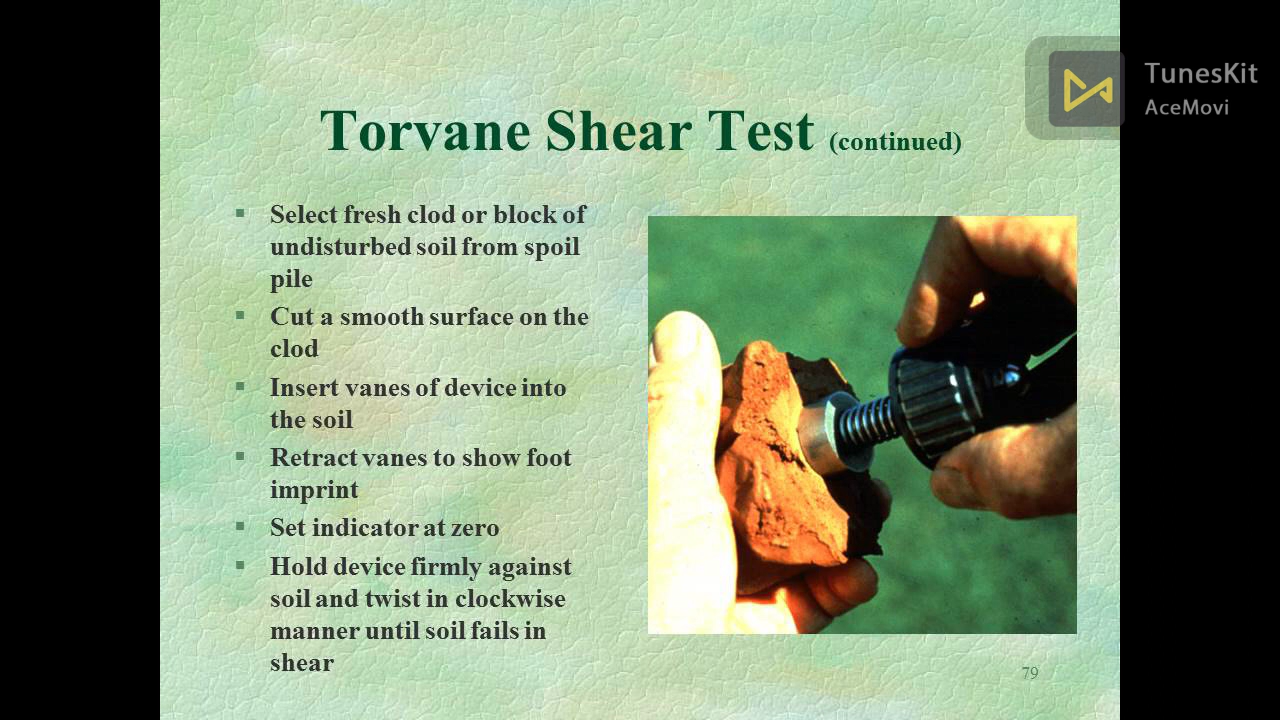 TunesKit
AceMovi
Torvane Shear Test (continued)
Select fresh clod or block of
undisturbed soil from spoil
pile
Cut a smooth surface on the
clod
Insert vanes of device into
the soil
Retract vanes to show foot
imprint
Set indicator at zero
Hold device firmly against
soil and twist in clockwise
manner until soil fails in
shear
79